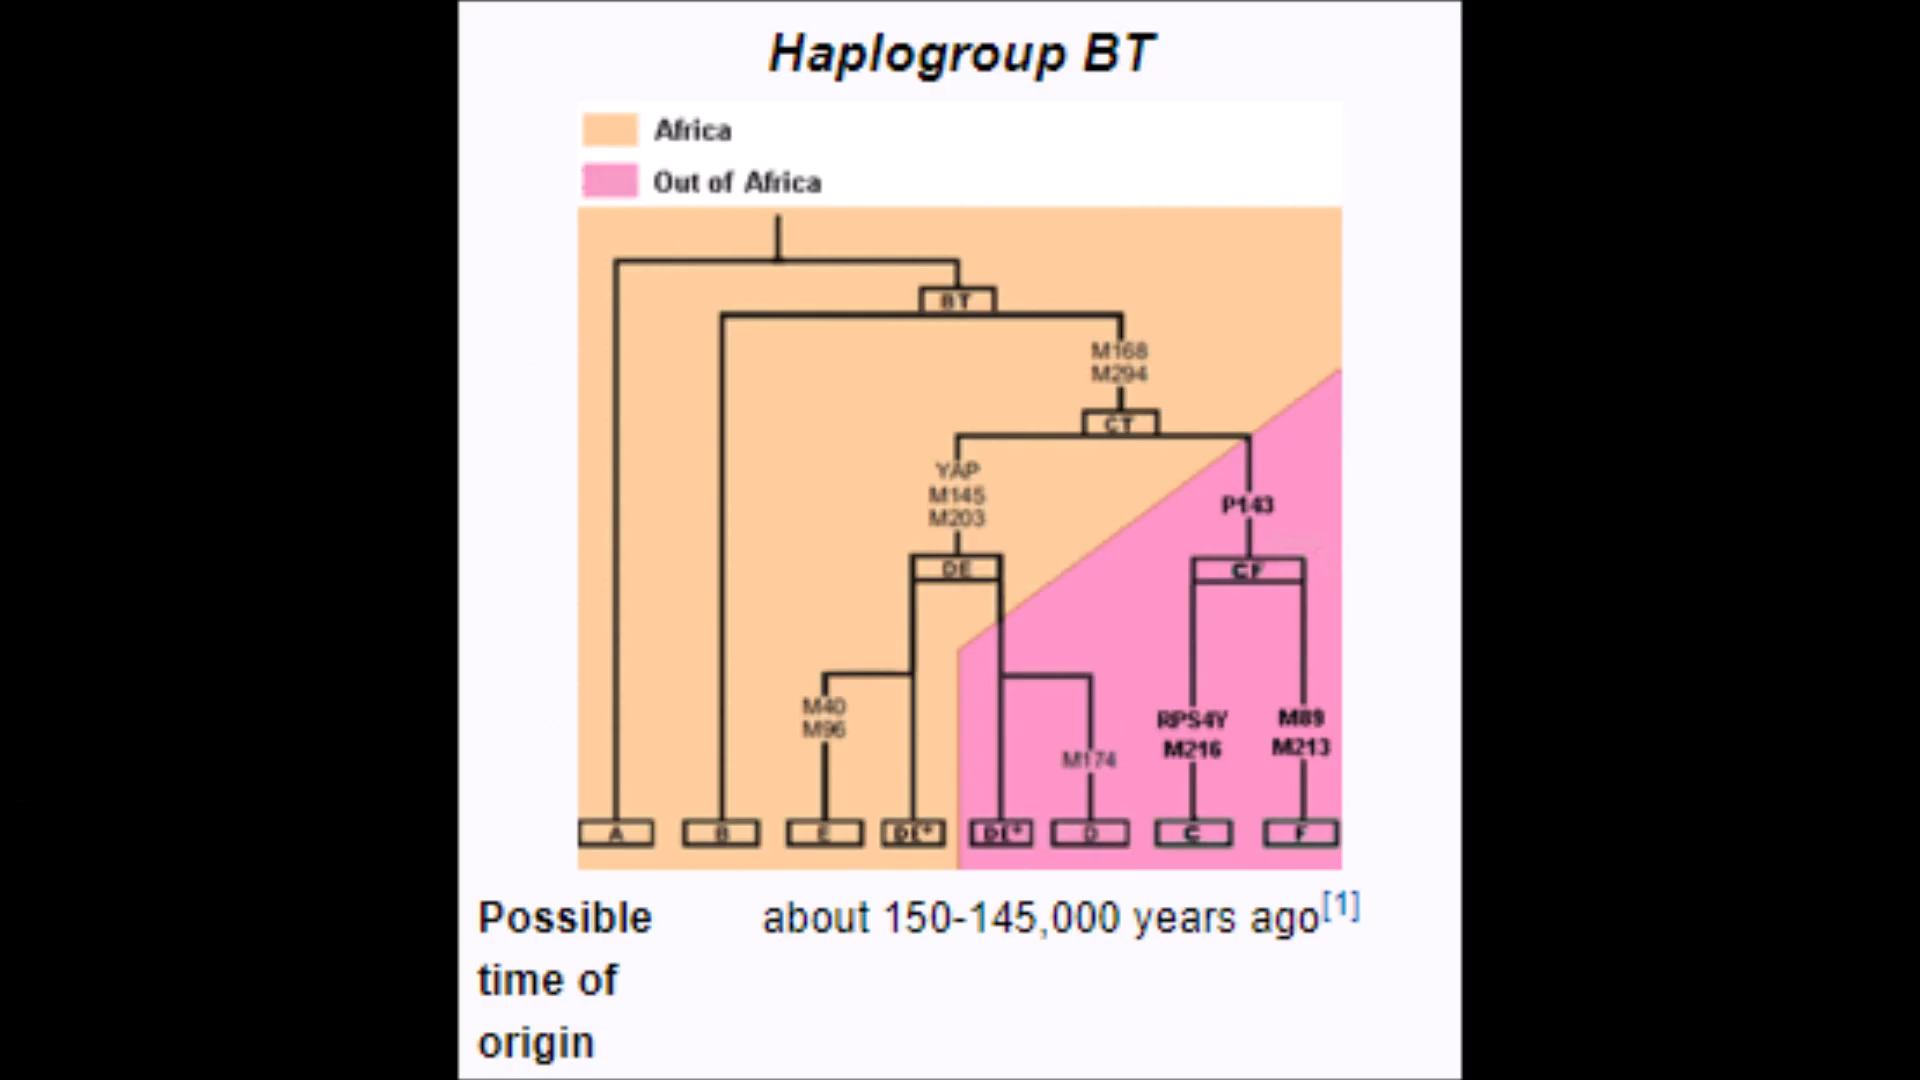 Haplogroup BT
Africa
Out of Africa
BT
M168
M294
CT
YAP
M145
M203
P143
DE
CF
M40
M96
RPS4Y
M216
M89
M213
M174
A B E DE* DE* D C F
Possible about 150-145,000 years ago[1]
time of
origin